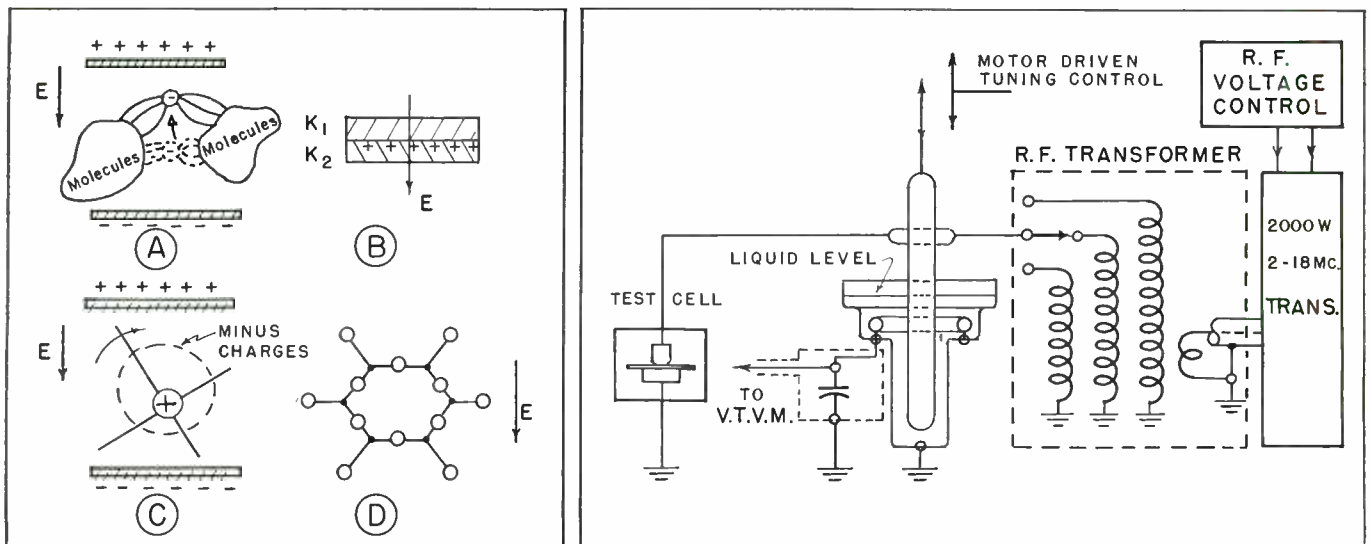 + + + + + +
E
-
Molecules
Molecules
- - - - - -
A
K1
K2
+ + + + + +
E
B
+ + + + + +
E
MINUS
CHARGES
+
- - - - - -
C
E
D
MOTOR DRIVEN
TUNING CONTROL
R. F.
VOLTAGE
CONTROL
R.F. TRANSFORMER
LIQUID LEVEL
TEST CELL
TO
V.T.V.M.
2000 W
2-18 Mc.
TRANS.